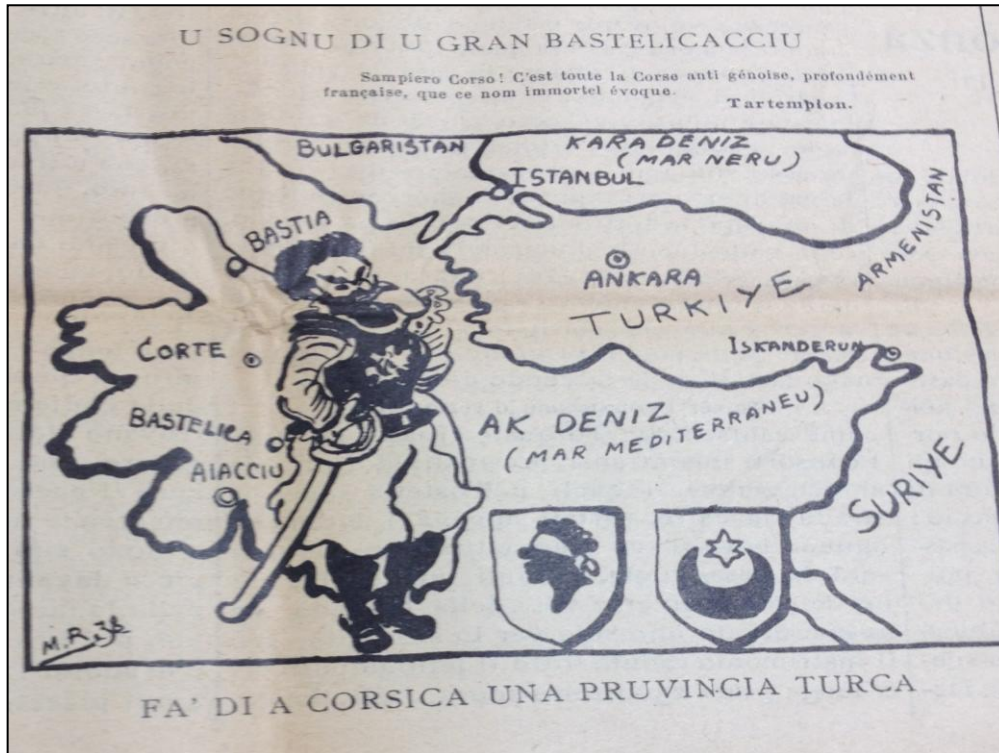 U SOGNU DI U GRAN BASTELICACCIU
Sampiero Corso ! C'est toute la Corse anti génoise, profondément
française, que ce nom immortel évoque.
Tartemplon.
BULGARISTAN
KARA DENIZ
(MAR NERU)
ISTANBUL
BASTIA
ANKARA
TURKIYE
ARMENISTAN
CORTE
ISKANDERUN
BASTELICA
AK DENIZ
(MAR MEDITERRANEU)
AIACCIU
SURIYE
M.R. 38
FA' DI A CORSICA UNA PRUVINCIA TURCA